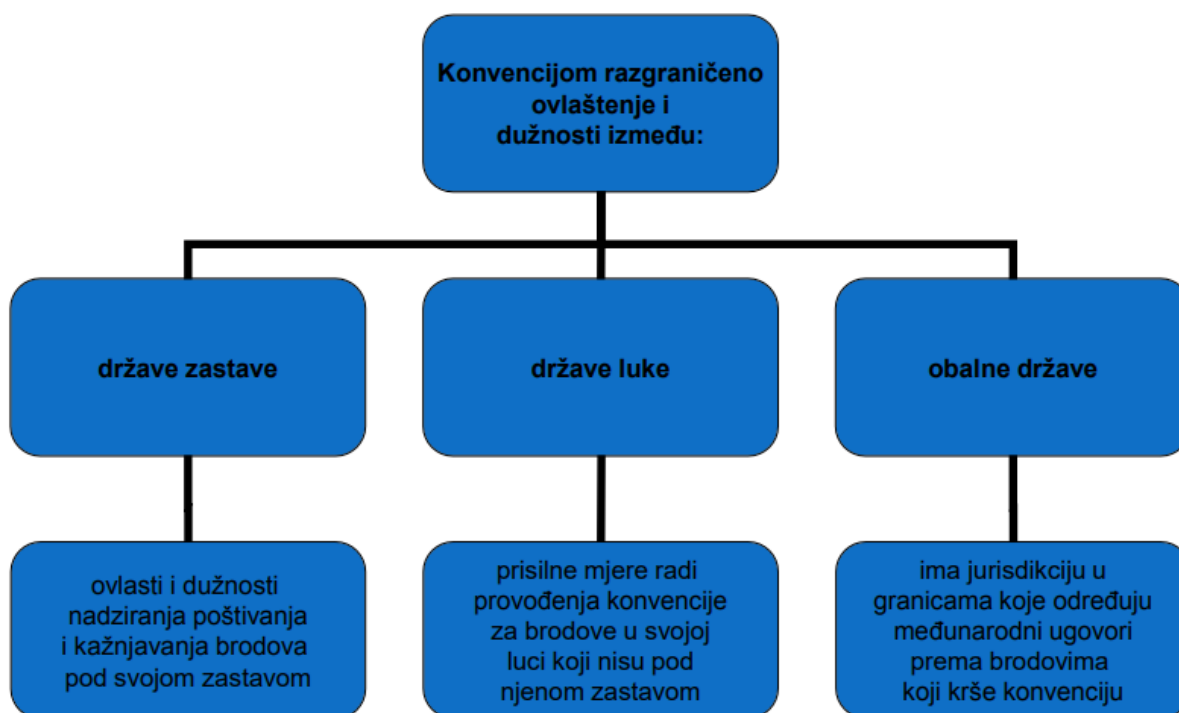 Konvencijom razgraničeno
ovlaštenje i
dužnosti između:
države zastave
države luke
obalne države
ovlasti i dužnosti
nadziranja poštivanja
i kažnjavanja brodova
pod svojom zastavom
prisilne mjere radi
provođenja konvencije
za brodove u svojoj
luci koji nisu pod
njenom zastavom
ima jurisdikciju u
granicama koje određuju
međunarodni ugovori
prema brodovima
koji krše konvenciju